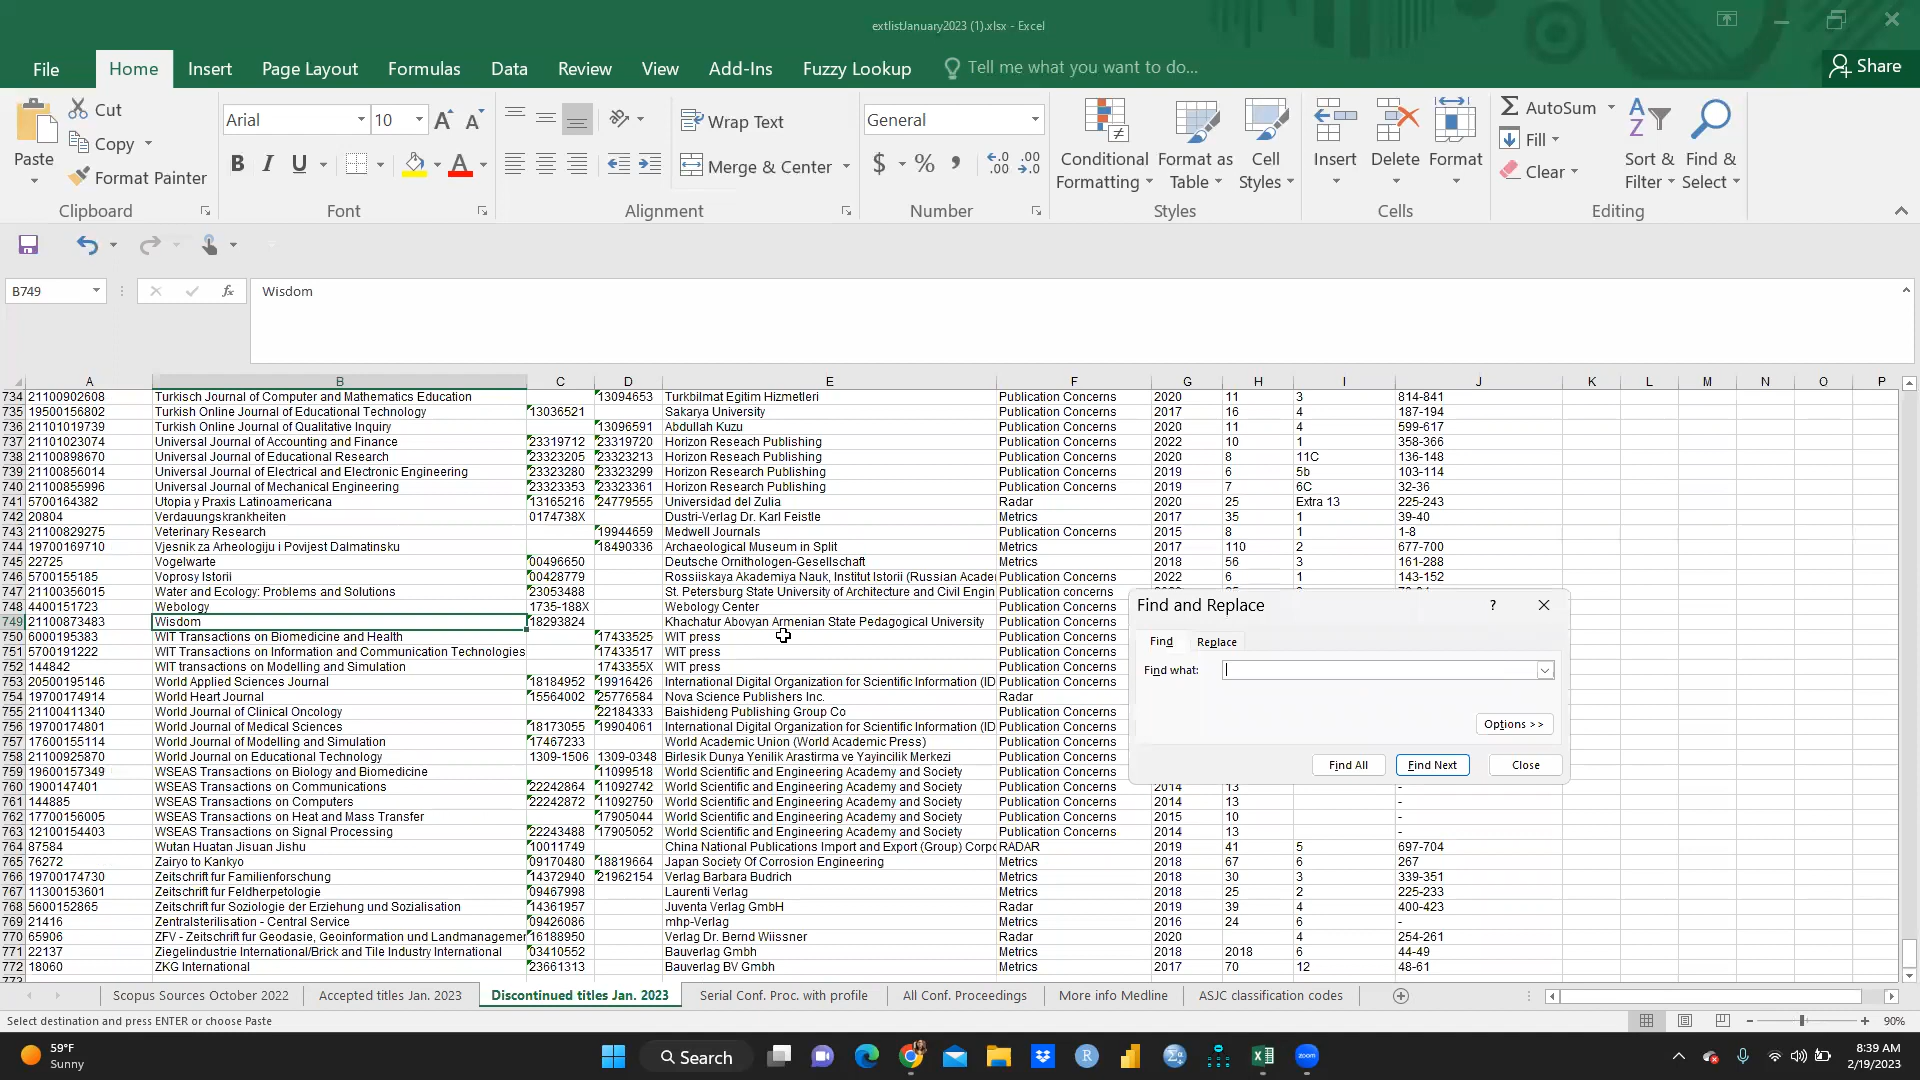 extlistJanuary2023 (1).xlsx - Excel
File Home Insert Page Layout Formulas Data Review View Add-Ins Fuzzy Lookup Tell me what you want to do... Share
Paste Cut Copy Format Painter Clipboard
Arial 10 A A B I U A Font
Wrap Text Merge & Center Alignment
General $ % , Number
Conditional Formatting Format as Table Cell Styles Styles
Insert Delete Format Cells
AutoSum Fill Clear Sort & Filter Find & Select Editing
B749 fx Wisdom
A B C D E F G H I J K L M N O P
734 21100902608 Turkisch Journal of Computer and Mathematics Education 13094653 Turkbilmat Egitim Hizmetleri Publication Concerns 2020 11 3 814-841
735 19500156802 Turkish Online Journal of Educational Technology 13036521 Sakarya University Publication Concerns 2017 16 4 187-194
736 21101019739 Turkish Online Journal of Qualitative Inquiry 13096591 Abdullah Kuzu Publication Concerns 2020 11 4 599-617
737 21101023074 Universal Journal of Accounting and Finance 23319712 23319720 Horizon Reseach Publishing Publication Concerns 2022 10 1 358-366
738 21100898670 Universal Journal of Educational Research 23323205 23323213 Horizon Reseach Publishing Publication Concerns 2020 8 11C 136-148
739 21100856014 Universal Journal of Electrical and Electronic Engineering 23323280 23323299 Horizon Research Publishing Publication Concerns 2019 6 5b 103-114
740 21100855996 Universal Journal of Mechanical Engineering 23323353 23323361 Horizon Research Publishing Publication Concerns 2019 7 6C 32-36
741 5700164382 Utopia y Praxis Latinoamericana 13165216 24779555 Universidad del Zulia Radar 2020 25 Extra 13 225-243
742 20804 Verdauungskrankheiten 0174738X Dustri-Verlag Dr. Karl Feistle Metrics 2017 35 1 39-40
743 21100829275 Veterinary Research 19944659 Medwell Journals Publication Concerns 2015 8 1 1-8
744 19700169710 Vjesnik za Arheologiju i Povijest Dalmatinsku 18490336 Archaeological Museum in Split Metrics 2017 110 2 677-700
745 22725 Vogelwarte 00496650 Deutsche Ornithologen-Gesellschaft Metrics 2018 56 3 161-288
746 5700155185 Voprosy Istorii 00428779 Rossiiskaya Akademiya Nauk, Institut Istorii (Russian Acade Publication Concerns 2022 6 1 143-152
747 21100356015 Water and Ecology: Problems and Solutions 23053488 St. Petersburg State University of Architecture and Civil Engin Publication concerns
748 4400151723 Webology 1735-188X Webology Center Publication Concerns
749 21100873483 Wisdom 18293824 Khachatur Abovyan Armenian State Pedagogical University Publication Concerns
750 6000195383 WIT Transactions on Biomedicine and Health 17433525 WIT press Publication Concerns
751 5700191222 WIT Transactions on Information and Communication Technologies 17433517 WIT press Publication Concerns
752 144842 WIT transactions on Modelling and Simulation 1743355X WIT press Publication Concerns
753 20500195146 World Applied Sciences Journal 18184952 19916426 International Digital Organization for Scientific Information (ID Publication Concerns
754 19700174914 World Heart Journal 15564002 25776584 Nova Science Publishers Inc. Radar
755 21100411340 World Journal of Clinical Oncology 22184333 Baishideng Publishing Group Co Publication Concerns
756 19700174801 World Journal of Medical Sciences 18173055 19904061 International Digital Organization for Scientific Information (ID Publication Concerns
757 17600155114 World Journal of Modelling and Simulation 17467233 World Academic Union (World Academic Press) Publication Concerns
758 21100925870 World Journal on Educational Technology 1309-1506 1309-0348 Birlesik Dunya Yenilik Arastirma ve Yayincilik Merkezi Publication Concerns
759 19600157349 WSEAS Transactions on Biology and Biomedicine 11099518 World Scientific and Engineering Academy and Society Publication Concerns
760 1900147401 WSEAS Transactions on Communications 22242864 11092742 World Scientific and Engineering Academy and Society Publication Concerns 2014 13 -
761 144885 WSEAS Transactions on Computers 22242872 11092750 World Scientific and Engineering Academy and Society Publication Concerns 2014 13 -
762 17700156005 WSEAS Transactions on Heat and Mass Transfer 17905044 World Scientific and Engineering Academy and Society Publication Concerns 2015 10 -
763 12100154403 WSEAS Transactions on Signal Processing 22243488 17905052 World Scientific and Engineering Academy and Society Publication Concerns 2014 13 -
764 87584 Wutan Huatan Jisuan Jishu 10011749 China National Publications Import and Export (Group) Corpo RADAR 2019 41 5 697-704
765 76272 Zairyo to Kankyo 09170480 18819664 Japan Society Of Corrosion Engineering Metrics 2018 67 6 267
766 19700174730 Zeitschrift fur Familienforschung 14372940 21962154 Verlag Barbara Budrich Metrics 2018 30 3 339-351
767 11300153601 Zeitschrift fur Feldherpetologie 09467998 Laurenti Verlag Metrics 2018 25 2 225-233
768 5600152865 Zeitschrift fur Soziologie der Erziehung und Sozialisation 14361957 Juventa Verlag GmbH Radar 2019 39 4 400-423
769 21416 Zentralsterilisation - Central Service 09426086 mhp-Verlag Metrics 2016 24 6 -
770 65906 ZFV - Zeitschrift fur Geodasie, Geoinformation und Landmanagemen 16188950 Verlag Dr. Bernd Wiissner Radar 2020 4 254-261
771 22137 Ziegelindustrie International/Brick and Tile Industry International 03410552 Bauverlag Gmbh Metrics 2018 2018 6 44-49
772 18060 ZKG International 23661313 Bauverlag BV Gmbh Metrics 2017 70 12 48-61
Find and Replace ?
Find Replace
Find what:
Options >>
Find All Find Next Close
Scopus Sources October 2022 Accepted titles Jan. 2023 Discontinued titles Jan. 2023 Serial Conf. Proc. with profile All Conf. Proceedings More info Medline ASJC classification codes
Select destination and press ENTER or choose Paste 90%
59°F
Sunny
Search
zoom
8:39 AM
2/19/2023